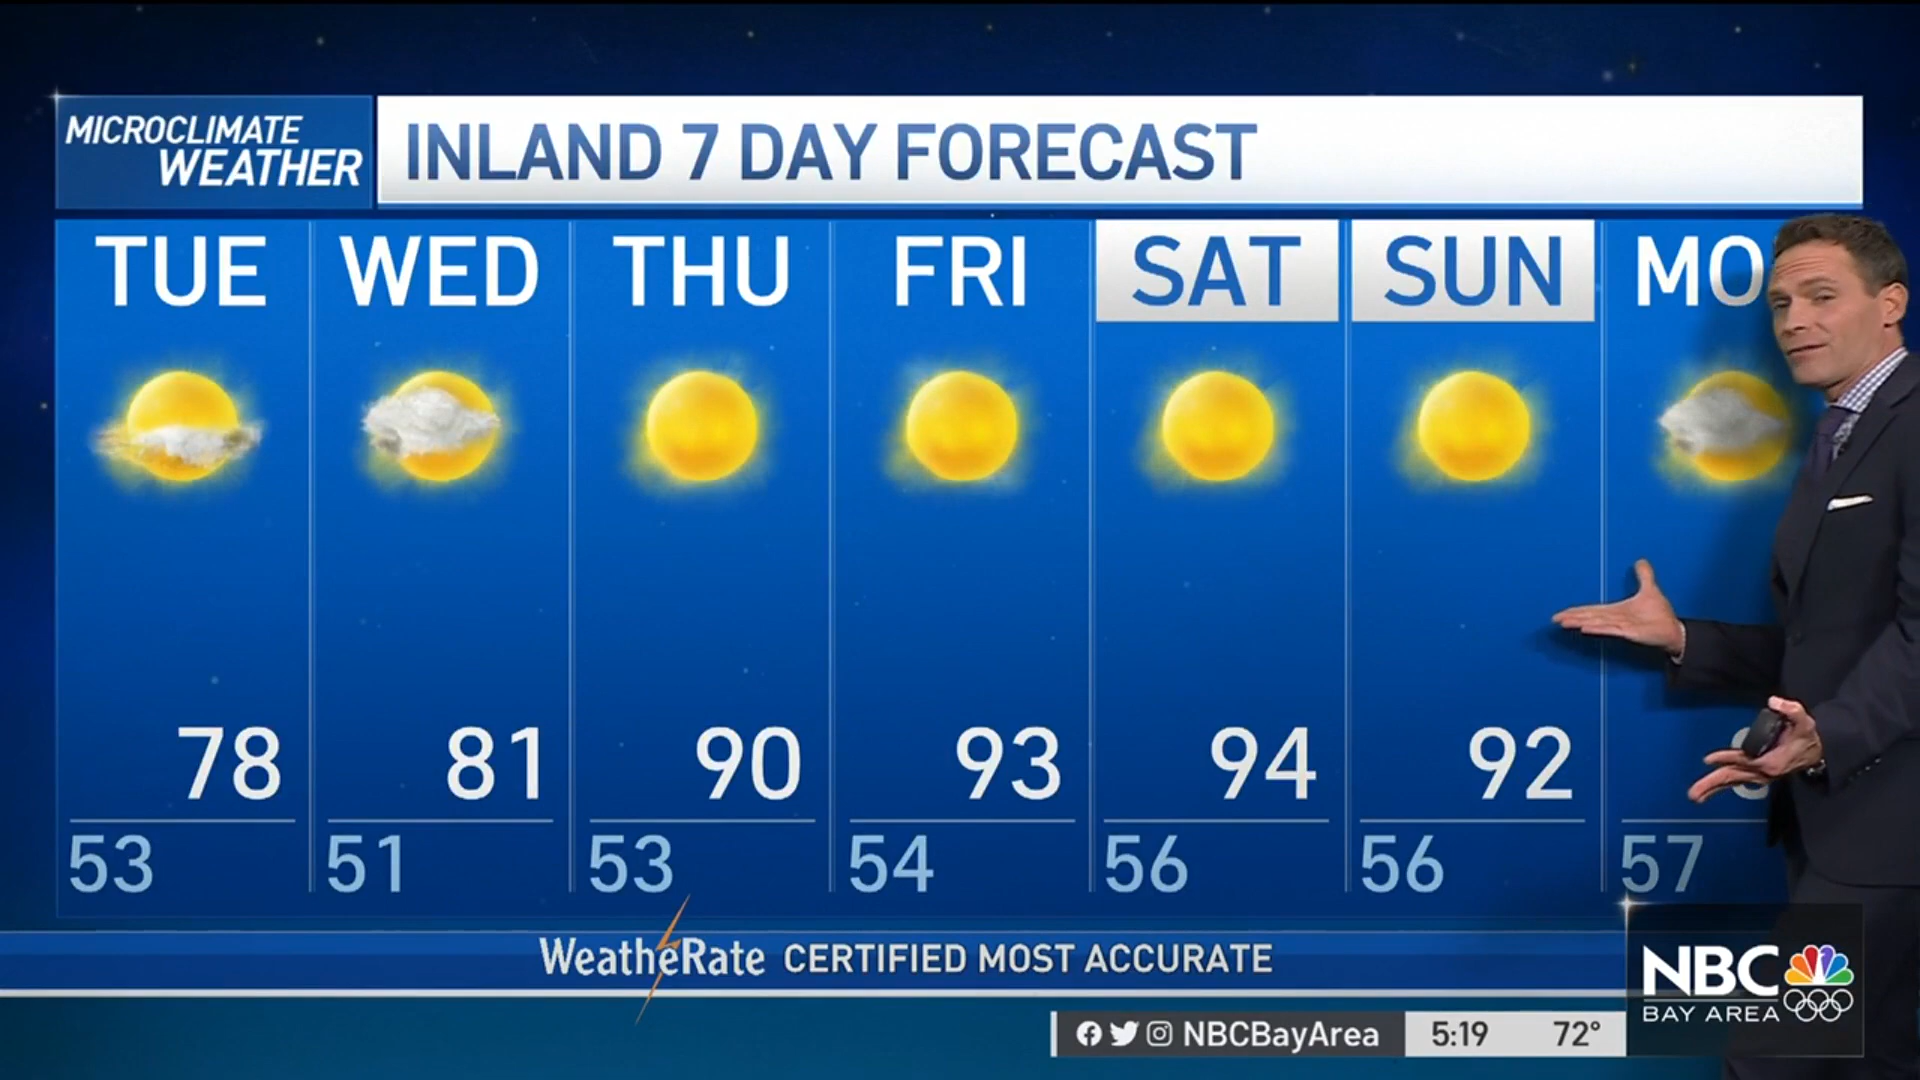 MICROCLIMATE
WEATHER
INLAND 7 DAY FORECAST
TUE WED THU FRI SAT SUN MO
78 81 90 93 94 92
53 51 53 54 56 56 57
WeatheRate CERTIFIED MOST ACCURATE
NBC
BAY AREA
NBCBayArea 5:19 72°